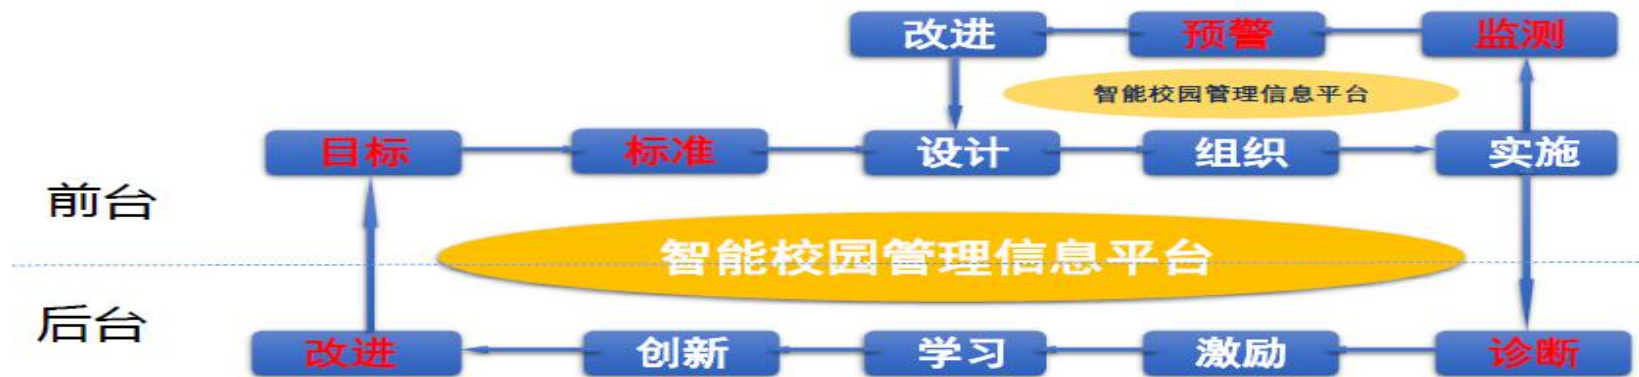 改进 预警 监测
智能校园管理信息平台
目标 标准 设计 组织 实施
前台
智能校园管理信息平台
后台
改进 创新 学习 激励 诊断